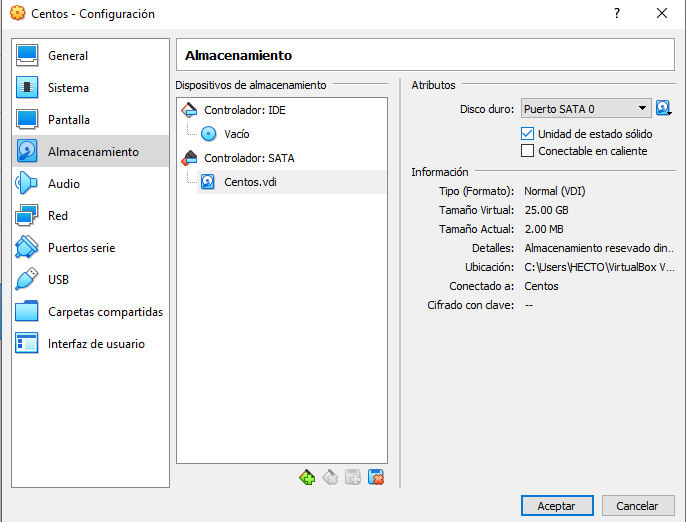 Centos - Configuración
?
General
Sistema
Pantalla
Almacenamiento
Audio
Red
Puertos serie
USB
Carpetas compartidas
Interfaz de usuario
Almacenamiento
Dispositivos de almacenamiento
Controlador: IDE
Vacío
Controlador: SATA
Centos.vdi
Atributos
Disco duro: Puerto SATA 0
Unidad de estado sólido
Conectable en caliente
Información
Tipo (Formato): Normal (VDI)
Tamaño Virtual: 25.00 GB
Tamaño Actual: 2.00 MB
Detalles: Almacenamiento resevado din...
Ubicación: C:\Users\HECTO\VirtualBox V...
Conectado a: Centos
Cifrado con clave: --
Aceptar
Cancelar